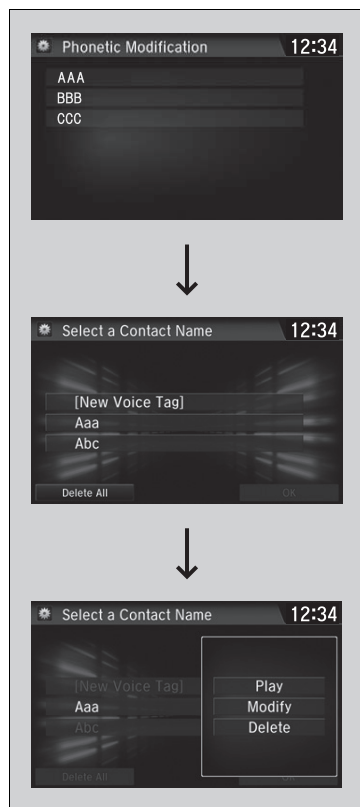 Phonetic Modification 12:34
AAA
BBB
CCC
Select a Contact Name 12:34
[New Voice Tag]
Aaa
Abc
Delete All OK
Select a Contact Name 12:34
[New Voice Tag] Play
Aaa Modify
Abc Delete
Delete All OK